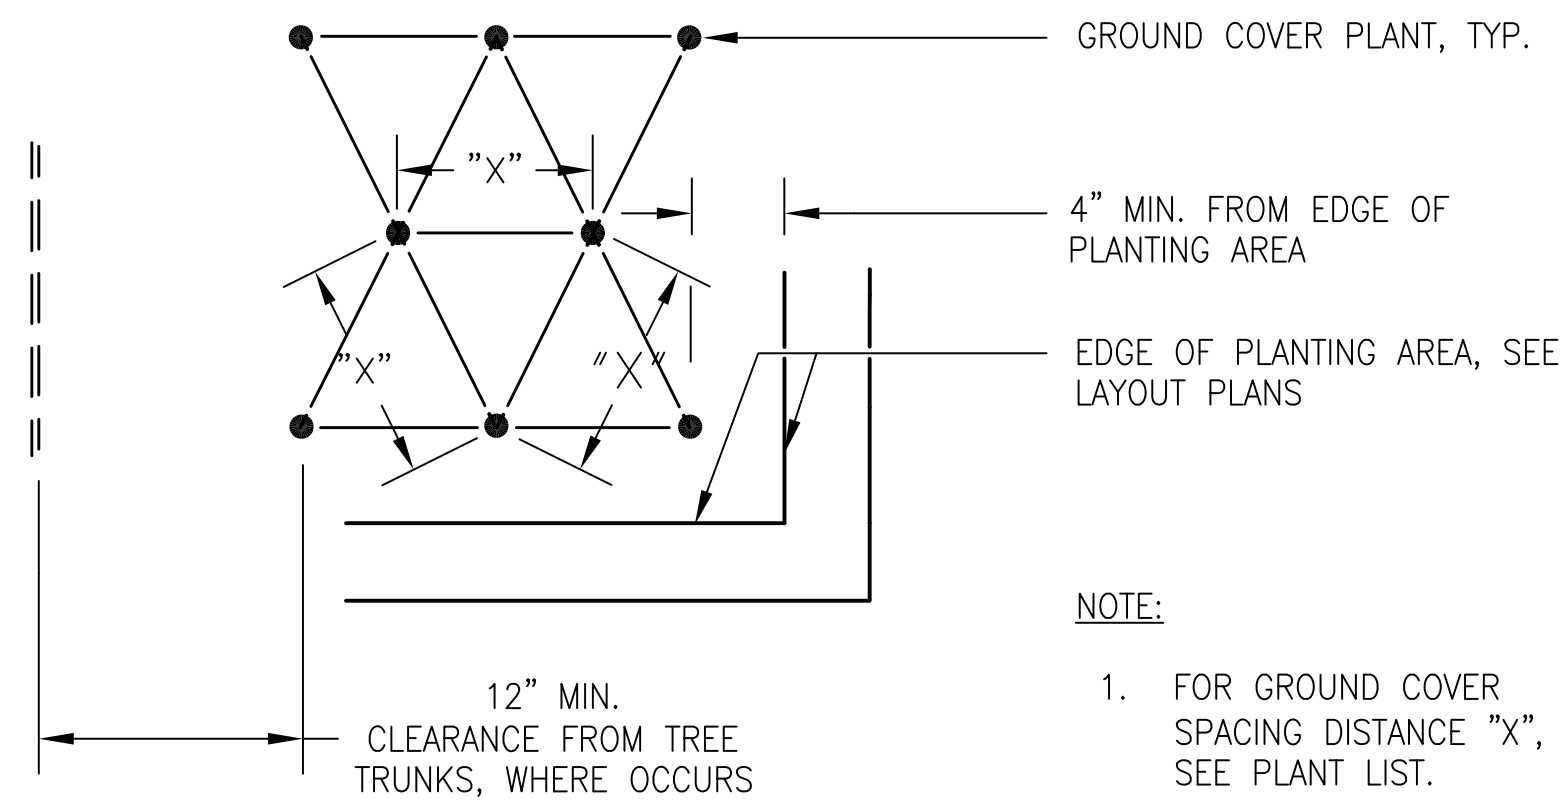 GROUND COVER PLANT, TYP.
"X"
4" MIN. FROM EDGE OF
PLANTING AREA
"X"
"X"
EDGE OF PLANTING AREA, SEE
LAYOUT PLANS
NOTE:
1. FOR GROUND COVER
SPACING DISTANCE "X",
SEE PLANT LIST.
12" MIN.
CLEARANCE FROM TREE
TRUNKS, WHERE OCCURS